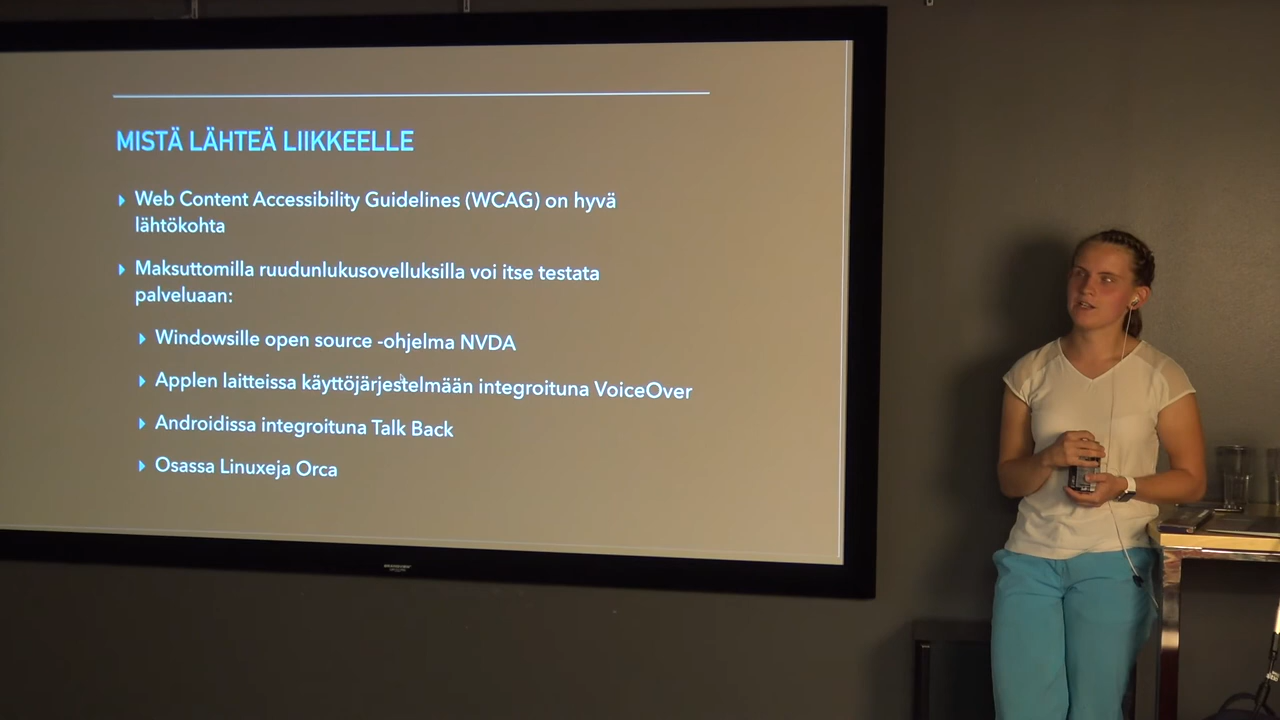 MISTÄ LÄHTEÄ LIIKKEELLE
Web Content Accessibility Guidelines (WCAG) on hyvä
lähtökohta
Maksuttomilla ruudunlukusovelluksilla voi itse testata
palveluaan:
Windowsille open source -ohjelma NVDA
Applen laitteissa käyttöjärjestelmään integroituna VoiceOver
Androidissa integroituna Talk Back
Osassa Linuxeja Orca